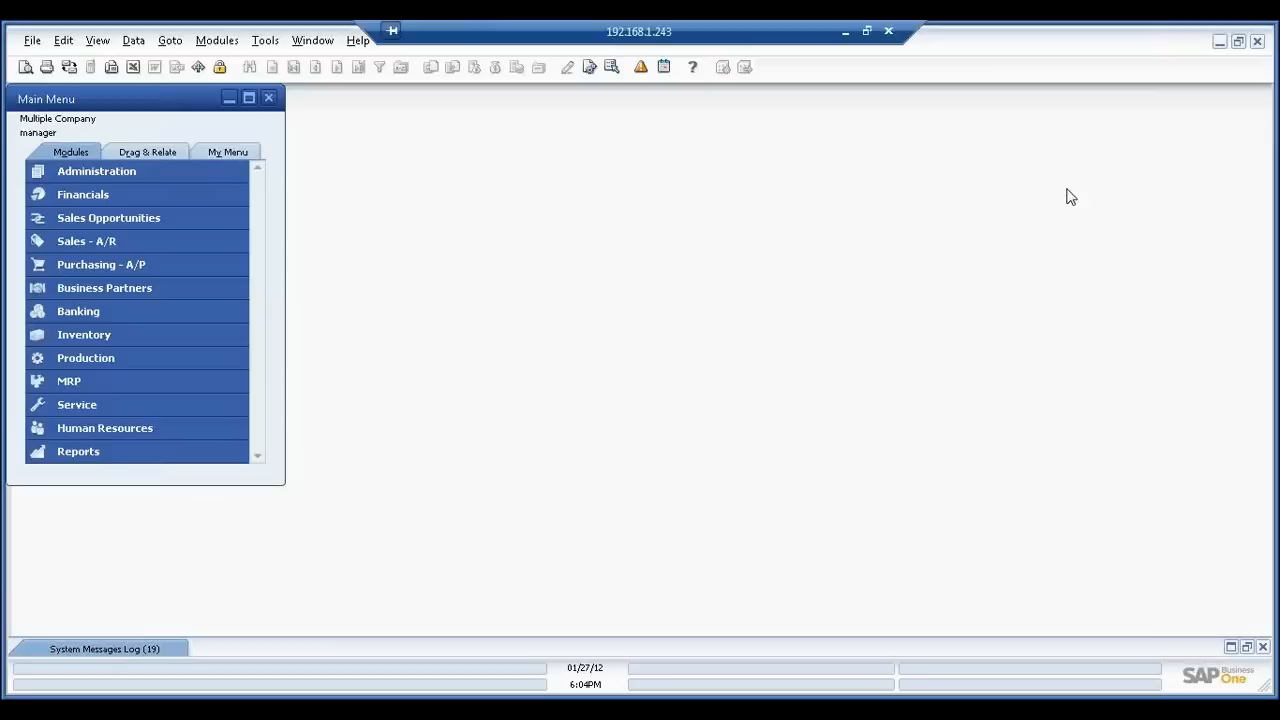 192.168.1.243
File Edit View Data Goto Modules Tools Window Help
Main Menu
Multiple Company
manager
Modules Drag & Relate My Menu
Administration
Financials
Sales Opportunities
Sales - A/R
Purchasing - A/P
Business Partners
Banking
Inventory
Production
MRP
Service
Human Resources
Reports
System Messages Log (19)
01/27/12
6:04PM
SAP Business One